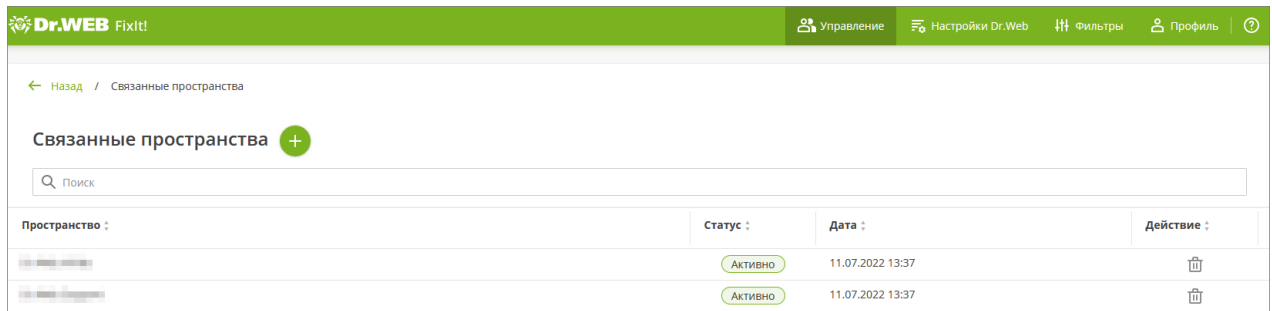 Dr.WEB FixIt! Управление Настройки Dr.Web Фильтры Профиль
Назад / Связанные пространства
Связанные пространства
Поиск
Пространство Статус Дата Действие
Активно 11.07.2022 13:37
Активно 11.07.2022 13:37